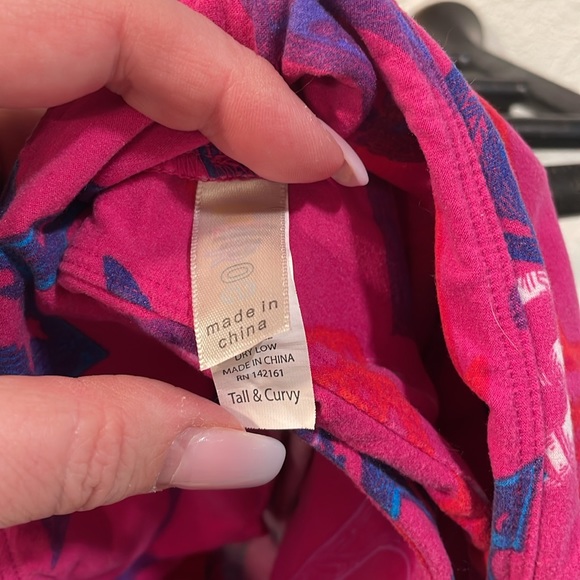 made in
china
DRY LOW
MADE IN CHINA
RN 142161
Tall & Curvy